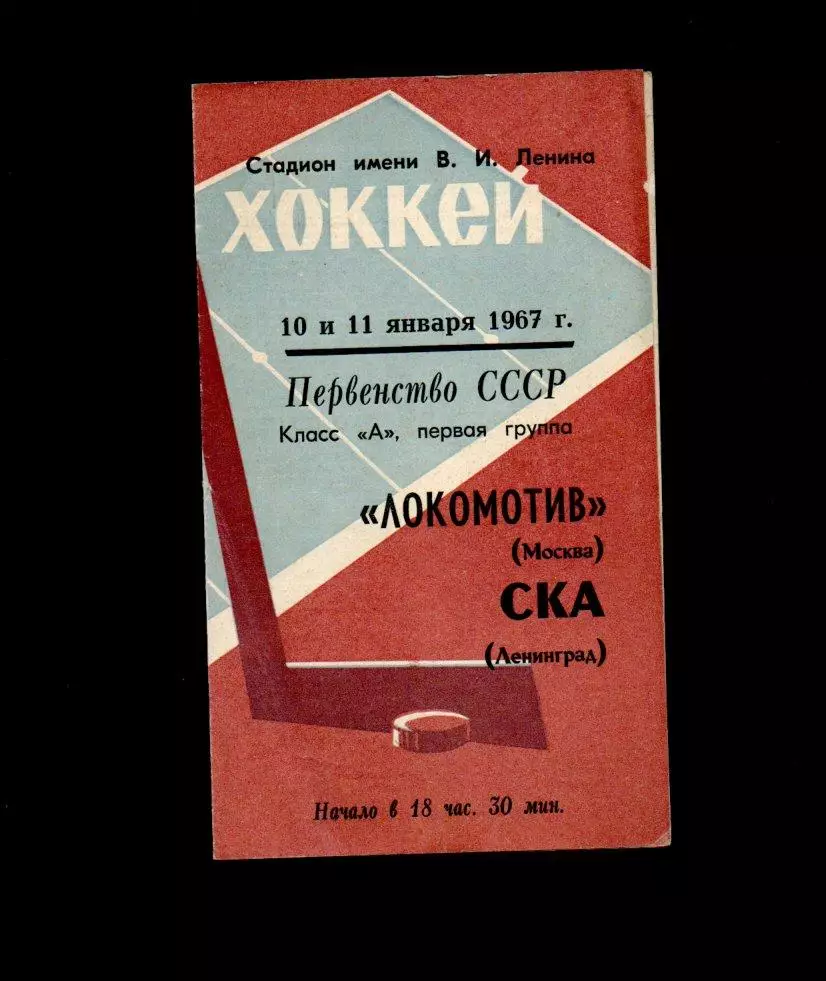 Стадион имени В. И. Ленина
ХОККЕЙ
10 и 11 января 1967 г.
Первенство СССР
Класс «А», первая группа
«ЛОКОМОТИВ»
(Москва)
СКА
(Ленинград)
Начало в 18 час. 30 мин.